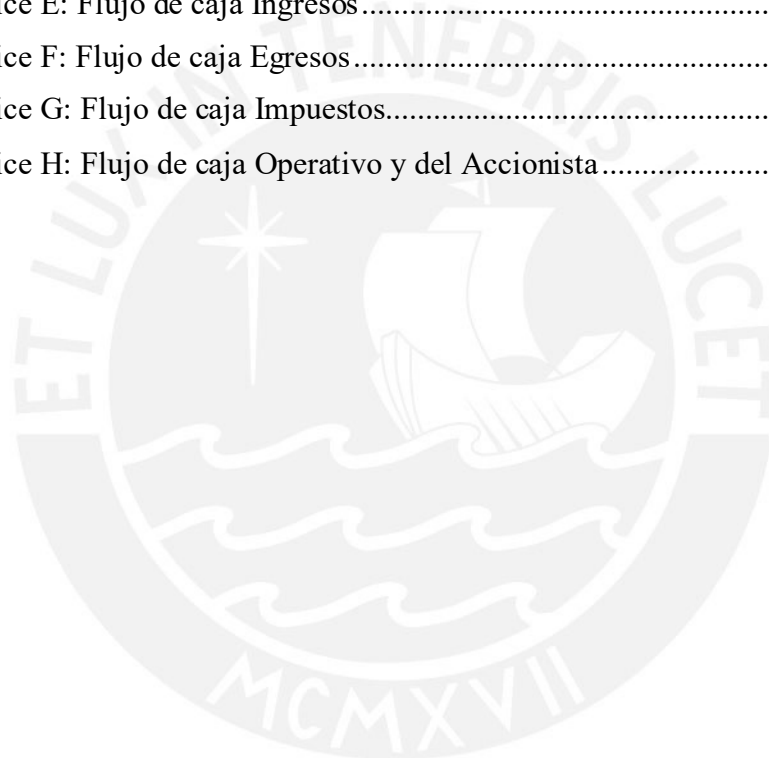 ice E: Flujo de caja Ingresos..................................................
ice F: Flujo de caja Egresos...................................................
ice G: Flujo de caja Impuestos...............................................
ice H: Flujo de caja Operativo y del Accionista.....................
ET LUX IN TENEBRIS LUCET
MCMXVII